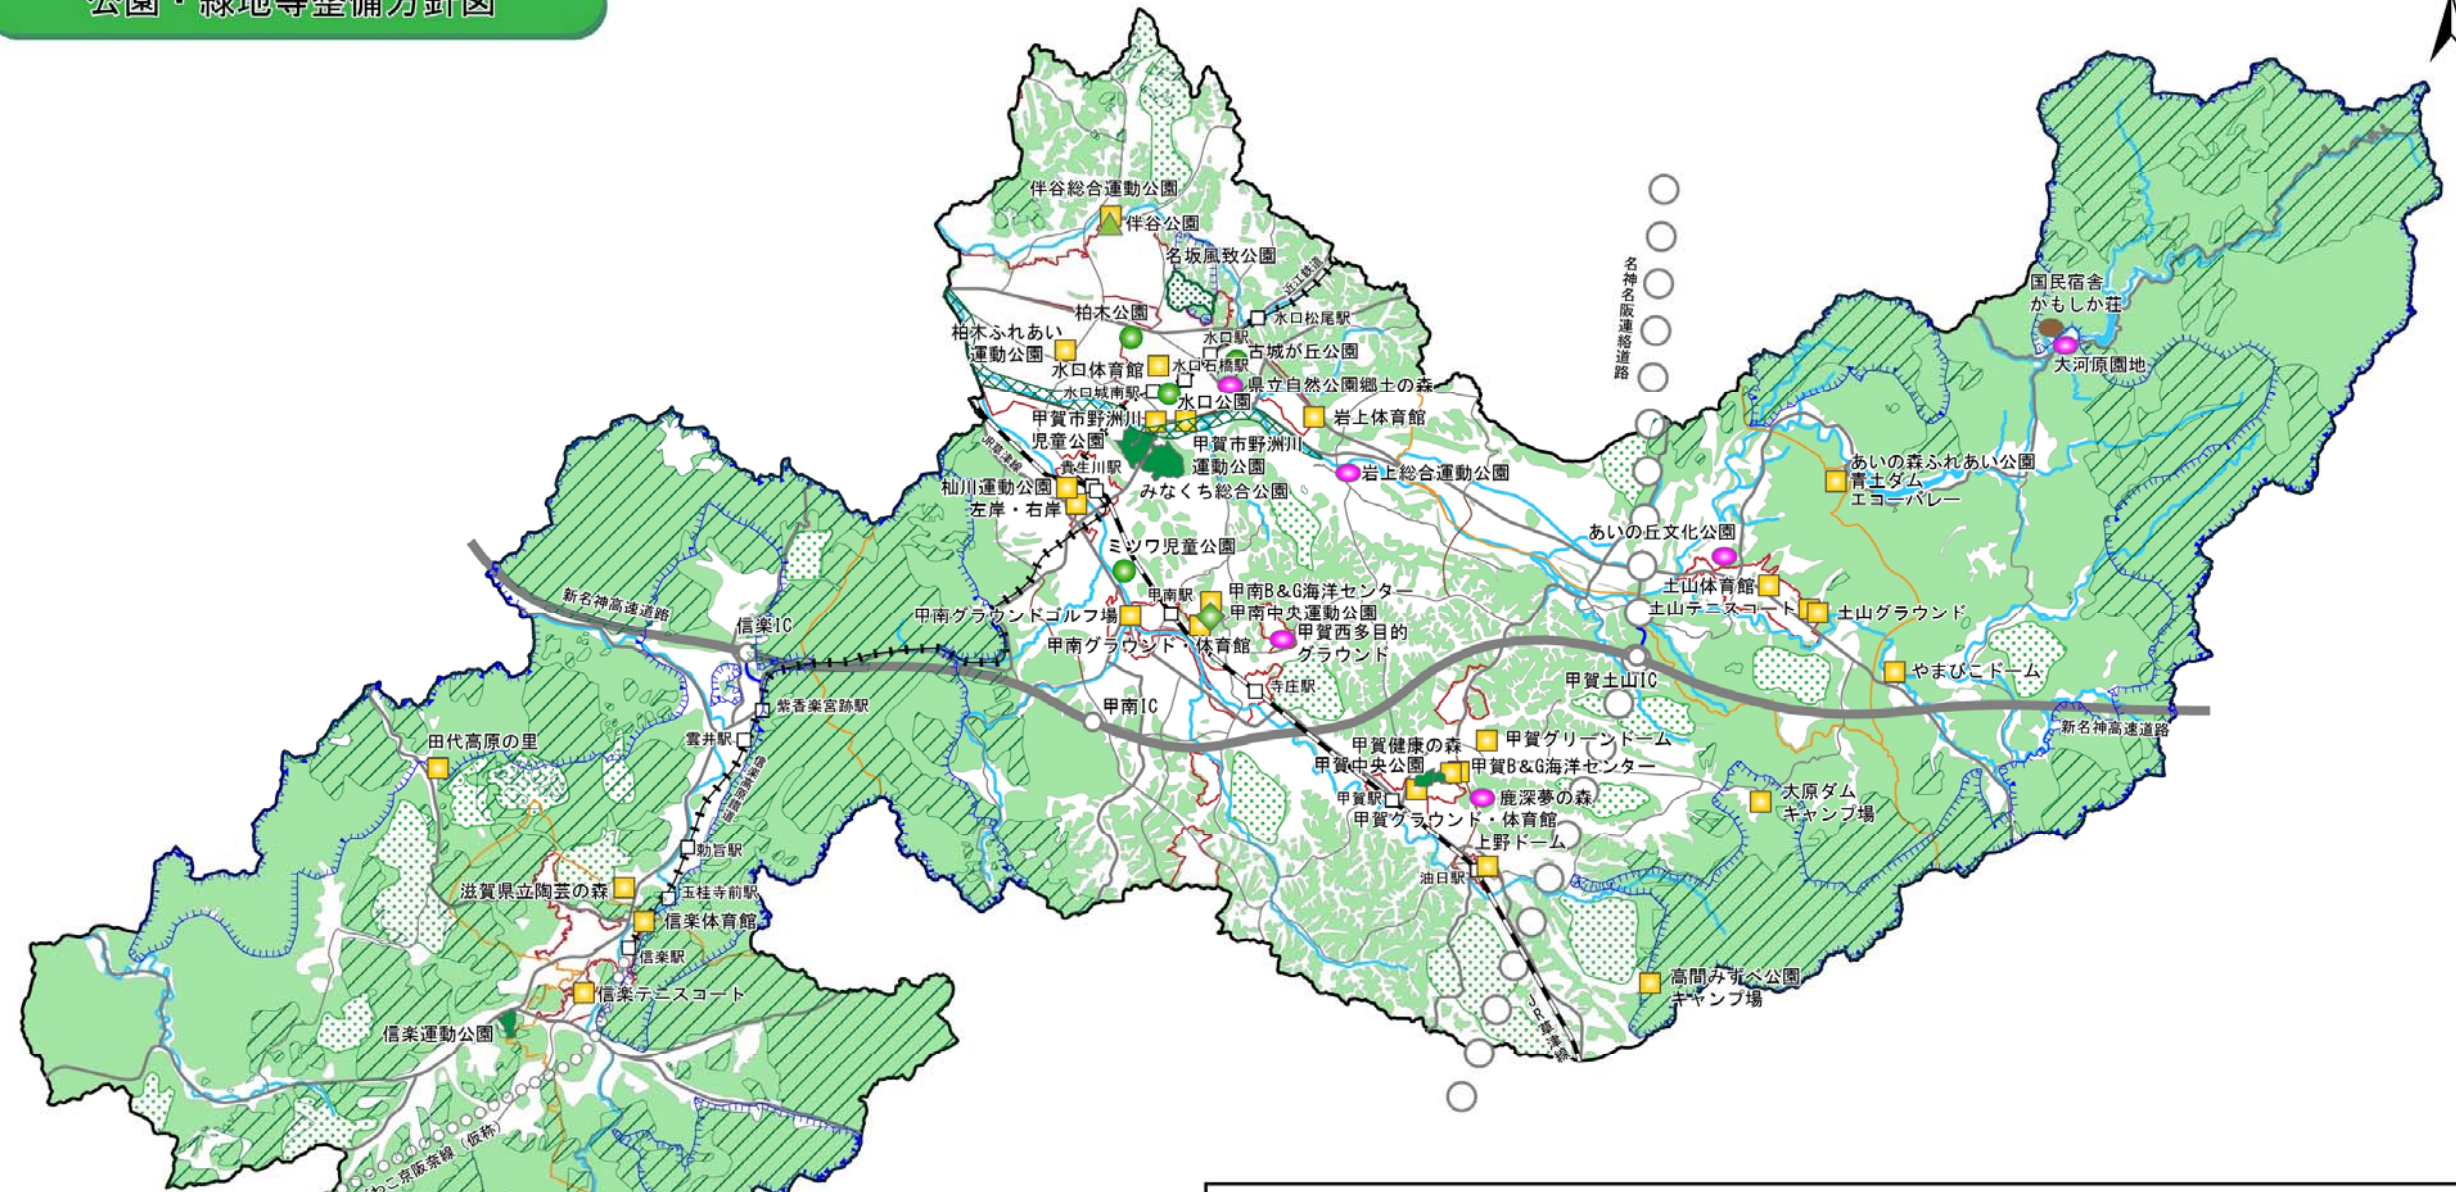 公園・緑地等整備方針図
伴谷総合運動公園
伴谷公園
名坂風致公園
近江鉄道
名神名阪連絡道路
国民宿舎
かもしか荘
大河原園地
柏木公園
水口松尾駅
柏木ふれあい
運動公園
水口駅
古城が丘公園
水口体育館
水口石橋駅
水口城南駅
県立自然公園郷土の森
水口公園
甲賀市野洲川
児童公園
岩上体育館
甲賀市野洲川
運動公園
JR草津線
貴生川駅
みなくち総合公園
岩上総合運動公園
杣川運動公園
左岸・右岸
あいの森ふれあい公園
青土ダム
エコーバレー
あいの丘文化公園
ミツワ児童公園
土山体育館
土山テニスコート
土山グラウンド
甲南駅
甲南B&G海洋センター
甲南中央運動公園
甲南グラウンドゴルフ場
甲南グラウンド・体育館
甲賀西多目的
グラウンド
新名神高速道路
信楽IC
寺庄駅
甲賀土山IC
やまびこドーム
甲南IC
新名神高速道路
紫香楽宮跡駅
雲井駅
田代高原の里
信楽高原鐵道
甲賀グリーンドーム
甲賀健康の森
甲賀中央公園
甲賀B&G海洋センター
甲賀駅
鹿深夢の森
甲賀グラウンド・体育館
大原ダム
キャンプ場
上野ドーム
油日駅
勅旨駅
滋賀県立陶芸の森
玉桂寺前駅
信楽体育館
信楽駅
信楽テニスコート
信楽運動公園
高間みずべ公園
キャンプ場
JR草津線
わこ京阪奈線（仮称）